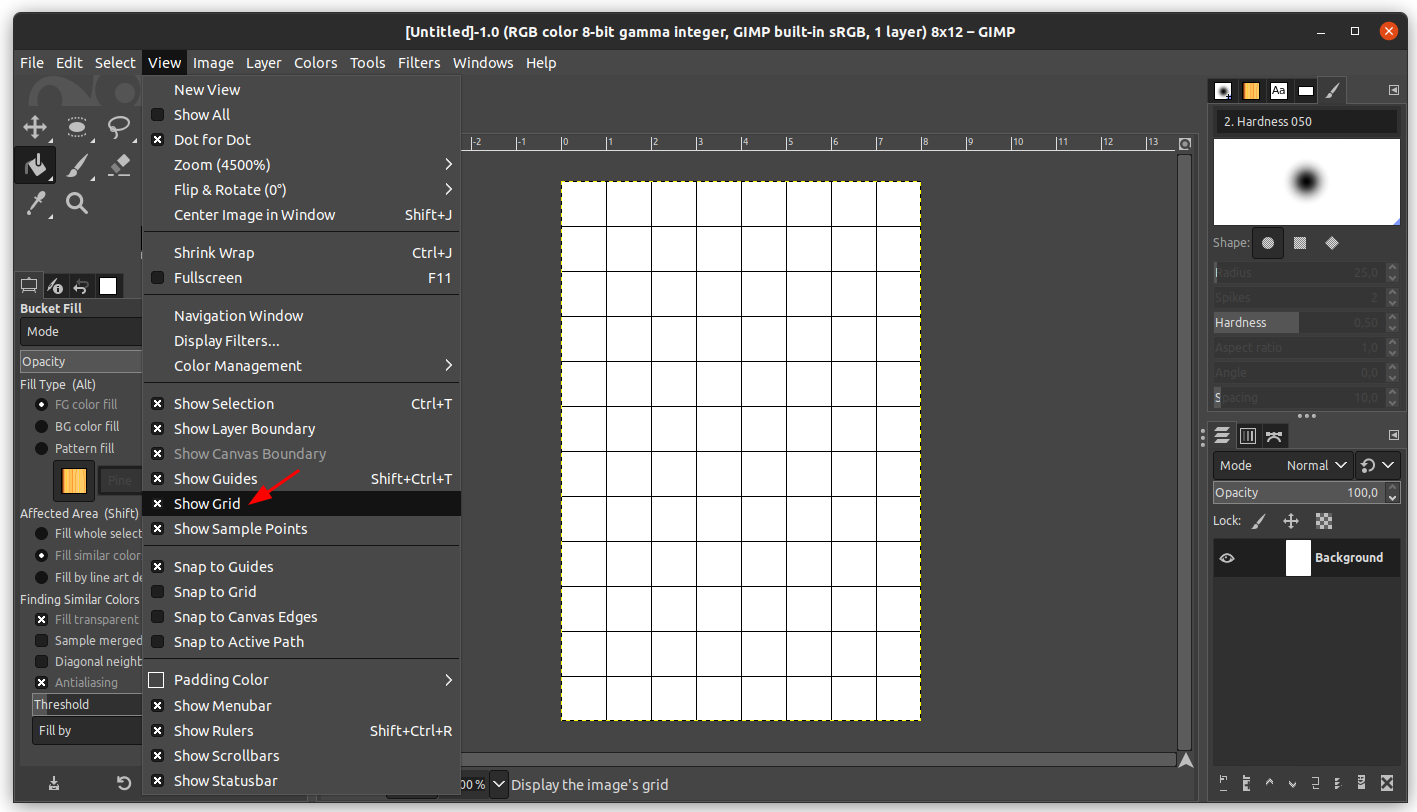 [Untitled]-1.0 (RGB color 8-bit gamma integer, GIMP built-in sRGB, 1 layer) 8x12 – GIMP
File Edit Select View Image Layer Colors Tools Filters Windows Help
New View
Show All
Dot for Dot
Zoom (4500%)
Flip & Rotate (0°)
Center Image in Window Shift+J
Shrink Wrap Ctrl+J
Fullscreen F11
Navigation Window
Display Filters...
Color Management
Show Selection Ctrl+T
Show Layer Boundary
Show Canvas Boundary
Show Guides Shift+Ctrl+T
Show Grid
Show Sample Points
Snap to Guides
Snap to Grid
Snap to Canvas Edges
Snap to Active Path
Padding Color
Show Menubar
Show Rulers Shift+Ctrl+R
Show Scrollbars
Show Statusbar
Bucket Fill
Mode
Opacity
Fill Type (Alt)
FG color fill
BG color fill
Pattern fill
Pine
Affected Area (Shift)
Fill whole select
Fill similar colors
Fill by line art de
Finding Similar Colors
Fill transparent
Sample merged
Diagonal neighb
Antialiasing
Threshold
Fill by
-2 -1 0 1 2 3 4 5 6 7 8 9 10 11 12 13
00 % Display the image's grid
Aa
2. Hardness 050
Shape:
Radius 25,0
Spikes 2
Hardness 0,50
Aspect ratio 1,0
Angle 0,0
Spacing 10,0
Mode Normal
Opacity 100,0
Lock:
Background